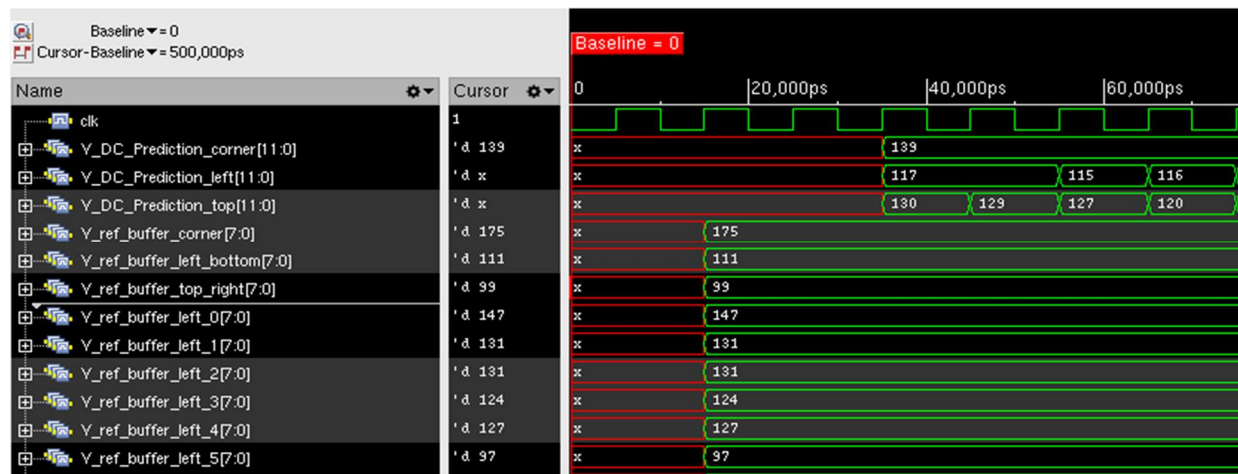 Baseline▼= 0
Cursor-Baseline▼= 500,000ps
Baseline = 0
Name Cursor 0 20,000ps 40,000ps 60,000ps
clk 1
Y_DC_Prediction_corner[11:0] 'd 139 x 139
Y_DC_Prediction_left[11:0] 'd x x 117 115 116
Y_DC_Prediction_top[11:0] 'd x x 130 129 127 120
Y_ref_buffer_corner[7:0] 'd 175 x 175
Y_ref_buffer_left_bottom[7:0] 'd 111 x 111
Y_ref_buffer_top_right[7:0] 'd 99 x 99
Y_ref_buffer_left_0[7:0] 'd 147 x 147
Y_ref_buffer_left_1[7:0] 'd 131 x 131
Y_ref_buffer_left_2[7:0] 'd 131 x 131
Y_ref_buffer_left_3[7:0] 'd 124 x 124
Y_ref_buffer_left_4[7:0] 'd 127 x 127
Y_ref_buffer_left_5[7:0] 'd 97 x 97